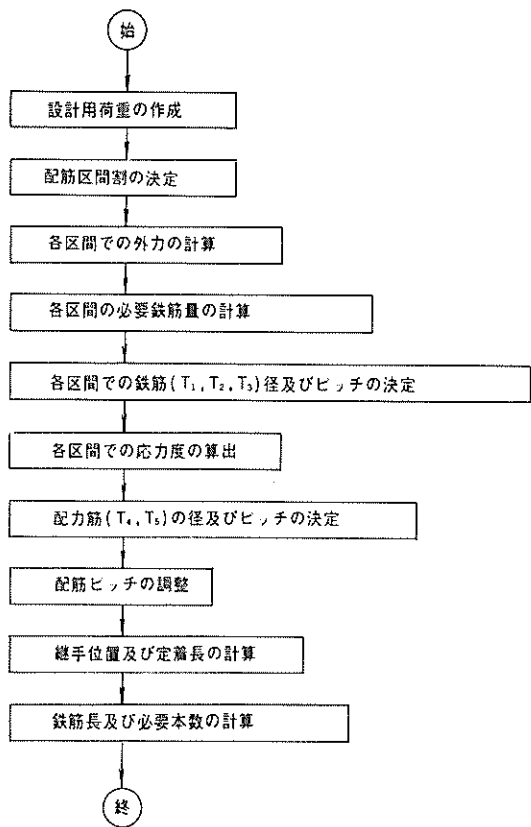 始
設計用荷重の作成
配筋区間割の決定
各区間での外力の計算
各区間の必要鉄筋量の計算
各区間での鉄筋(T₁,T₂,T₃)径及びピッチの決定
各区間での応力度の算出
配力筋(T₄,T₅)の径及びピッチの決定
配筋ピッチの調整
継手位置及び定着長の計算
鉄筋長及び必要本数の計算
終